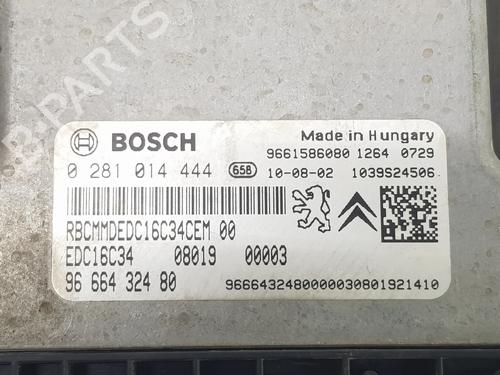 BOSCH
Made in Hungary
9661586080 1264 0729
0 281 014 444 658 10-08-02 1039S24506
RBCMMDEDC16C34CEM 00
EDC16C34 08019 00003
96 664 324 80 9666432480000030801921410
B-PARTS